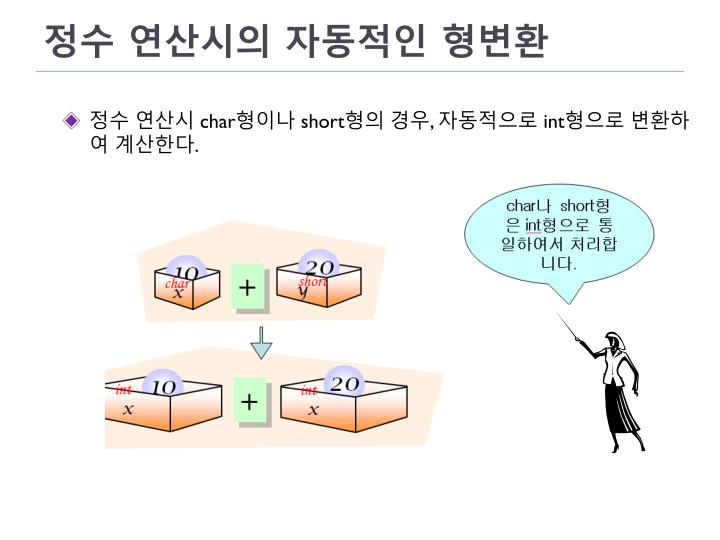 정수 연산시의 자동적인 형변환
정수 연산시 char형이나 short형의 경우, 자동적으로 int형으로 변환하
여 계산한다.
char나 short형
은 int형으로 통
일하여서 처리합
니다.
10
char
x
+
20
short
y
int
10
x
+
int
20
x